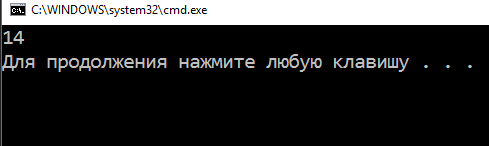 C:\WINDOWS\system32\cmd.exe
14
Для продолжения нажмите любую клавишу . . .